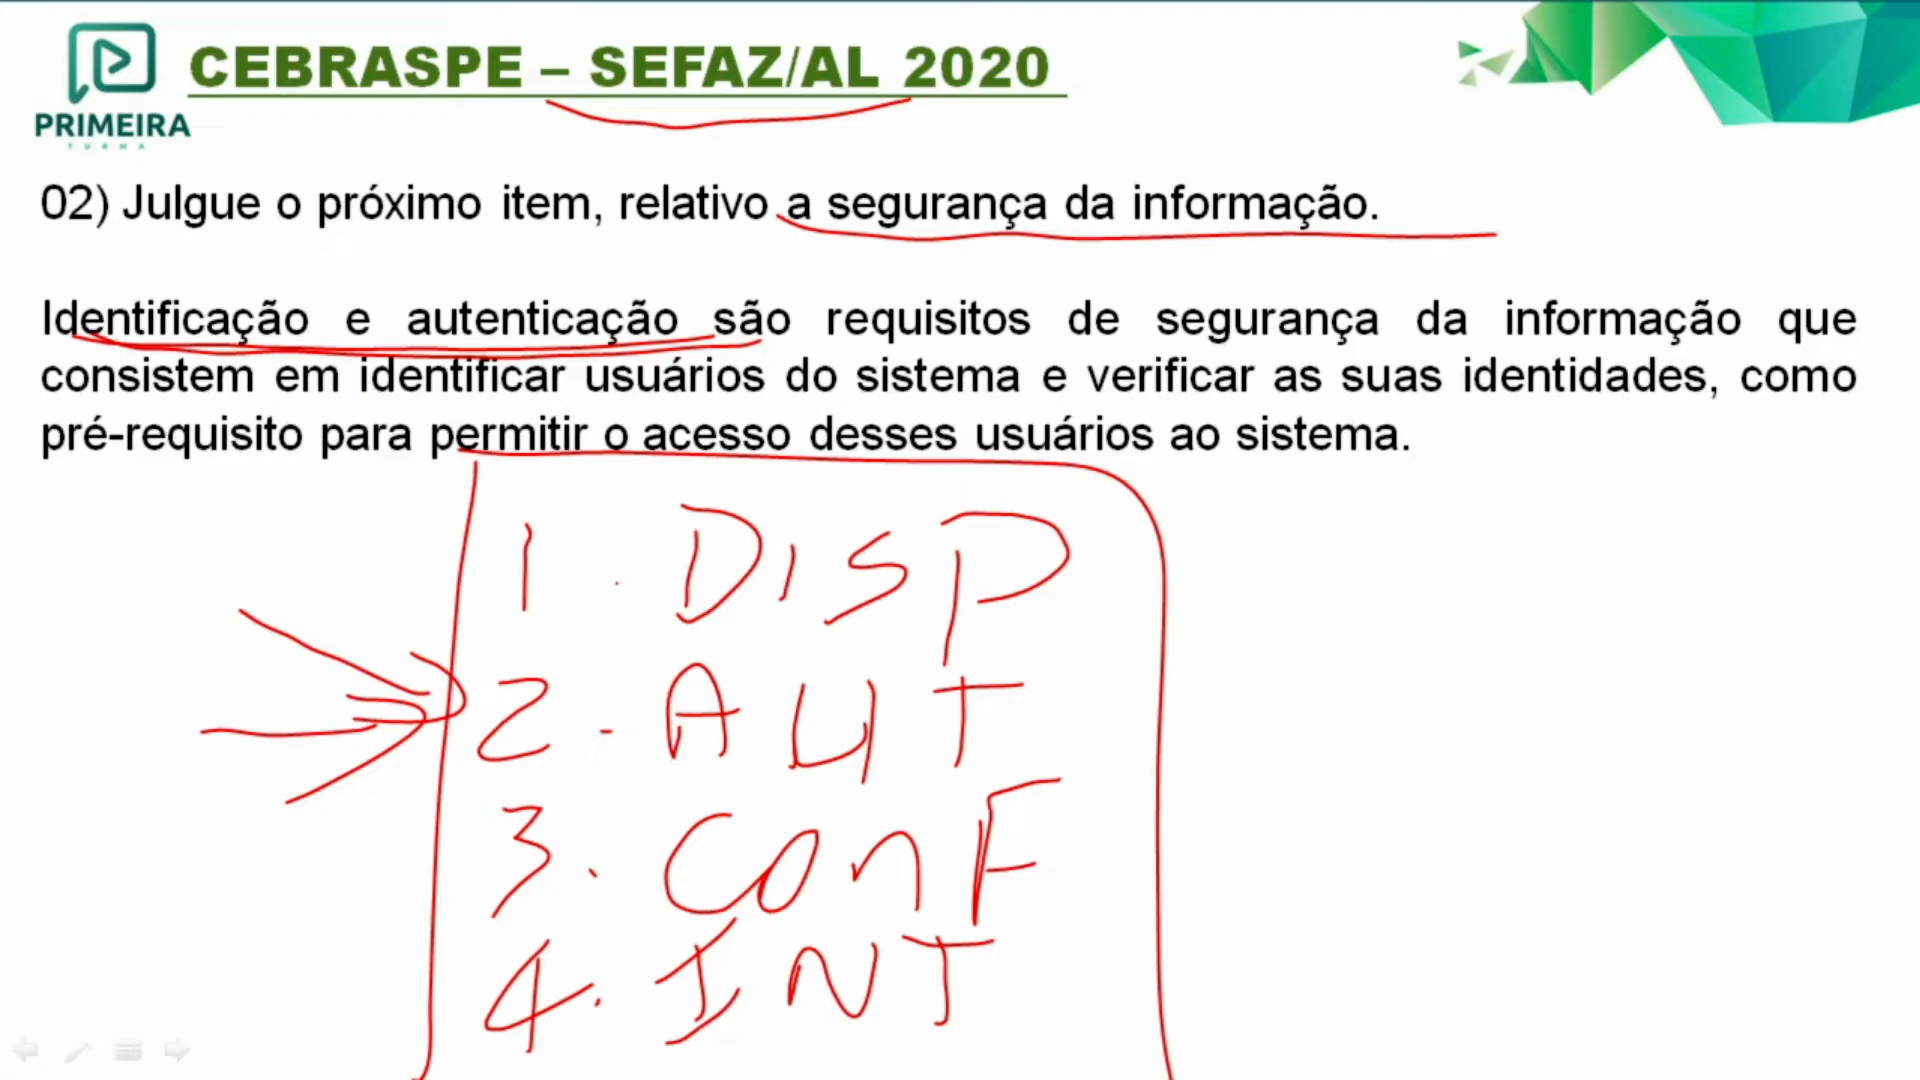 PRIMEIRA
TURMA
CEBRASPE – SEFAZ/AL 2020
02) Julgue o próximo item, relativo a segurança da informação.
Identificação e autenticação são requisitos de segurança da informação que
consistem em identificar usuários do sistema e verificar as suas identidades, como
pré-requisito para permitir o acesso desses usuários ao sistema.
1. DISP
2. AUT
3. CONF
4. INT